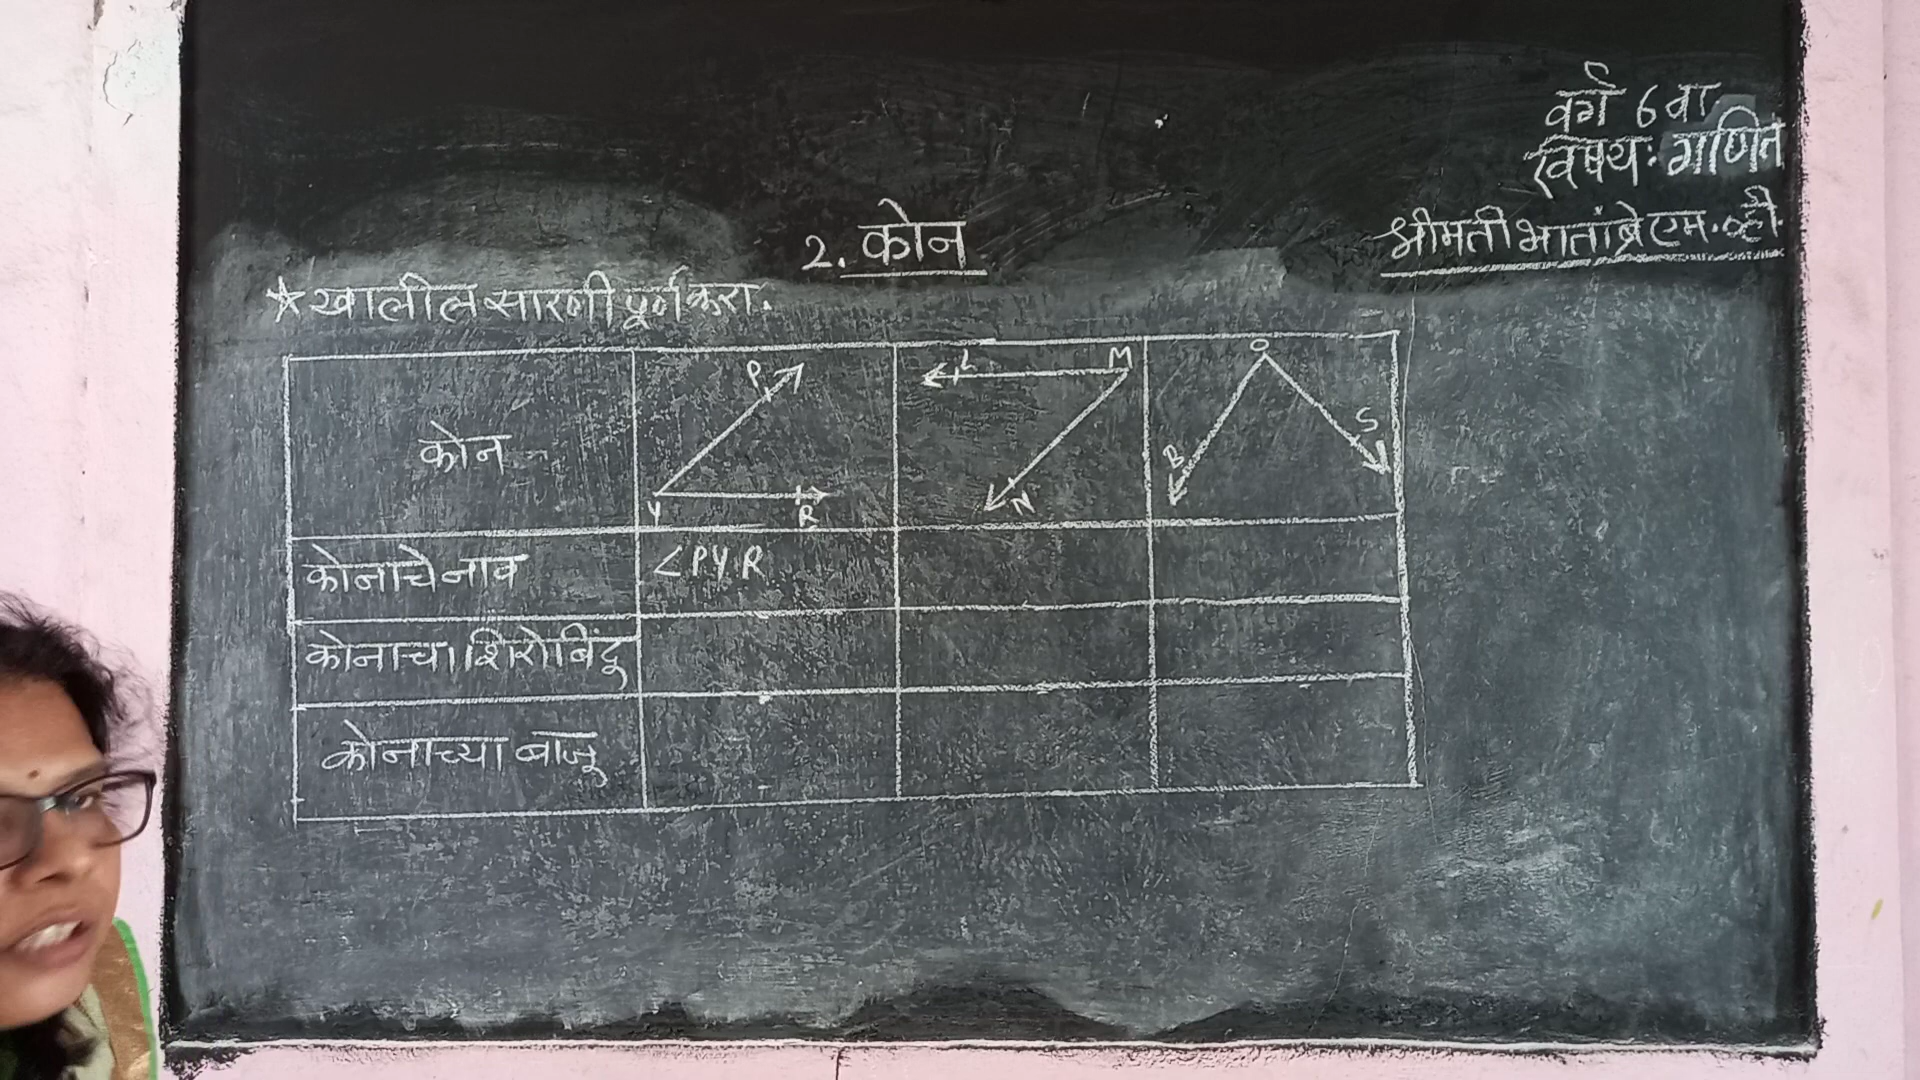 वर्ग 6 वा.
विषय: गणित
श्रीमती भातांब्रे एम. व्ही.
2. कोन
☆ खालील सारणी पूर्ण करा.
कोन
P
Y R
L M
N
O
B S
कोनाचे नाव
∠PYR
कोनाचा शिरोबिंदू
कोनाच्या बाजू